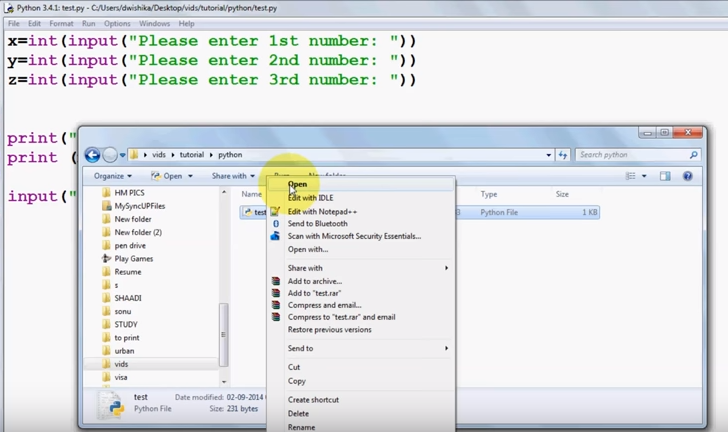 Python 3.4.1: test.py - C:/Users/dwishika/Desktop/vids/tutorial/python/test.py
File Edit Format Run Options Windows Help
x=int(input("Please enter 1st number: "))
y=int(input("Please enter 2nd number: "))
z=int(input("Please enter 3rd number: "))
print("
print (
input("
vids tutorial python
Search python
Organize Open Share with New folder
Type Size
HM PICS
MySyncUPFiles
New folder
New folder (2)
pen drive
Play Games
Resume
s
SHAADI
sonu
STUDY
to print
urban
vids
visa
test
3 Python File 1 KB
Open
Edit with IDLE
Edit with Notepad++
Send to Bluetooth
Scan with Microsoft Security Essentials...
Open with...
Share with
Add to archive...
Add to "test.rar"
Compress and email...
Compress to "test.rar" and email
Restore previous versions
Send to
Cut
Copy
Create shortcut
Delete
Rename
test Date modified: 02-09-2014 0
Python File Size: 231 bytes